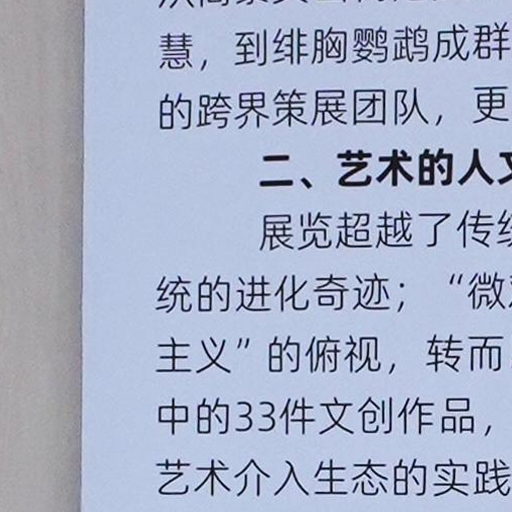 慧，到绯胸鹦鹉成群
的跨界策展团队，更
二、艺术的人文
展览超越了传统
统的进化奇迹；“微
主义”的俯视，转而
中的33件文创作品，
艺术介入生态的实践